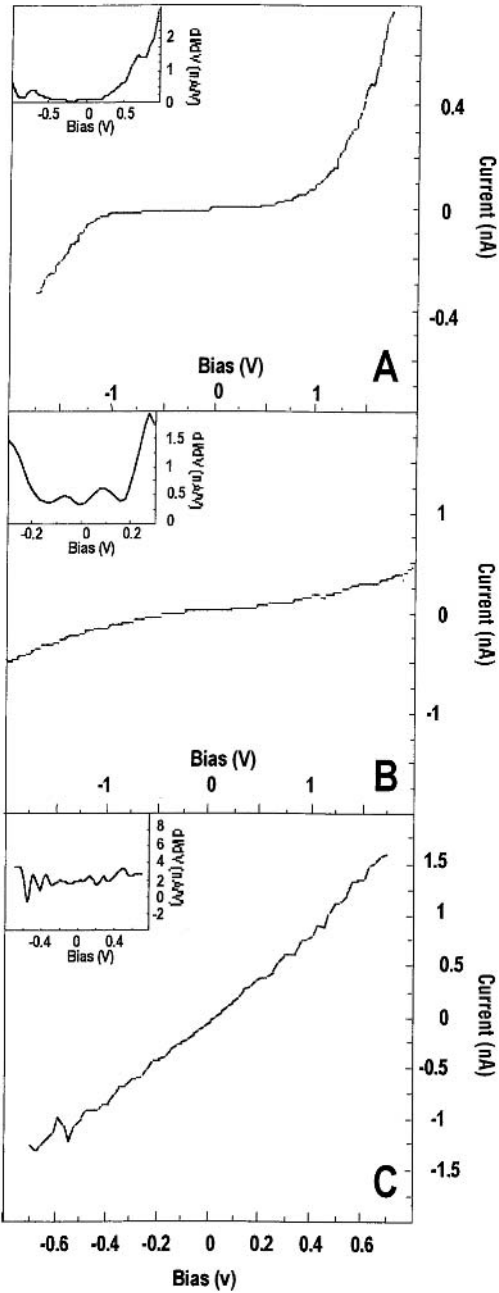 2
1
0
dI/dV (nA/V)
-0.5 0 0.5
Bias (V)
0.4
0
-0.4
Current (nA)
A
Bias (V)
-1 0 1
1.5
1
0.5
0
dI/dV (nA/V)
-0.2 0 0.2
Bias (V)
1
0
-1
Current (nA)
B
Bias (V)
-1 0 1
8
6
4
2
0
-2
dI/dV (nA/V)
-0.4 0 0.4
Bias (V)
1.5
1
0.5
0
-0.5
-1
-1.5
Current (nA)
C
-0.6 -0.4 -0.2 0 0.2 0.4 0.6
Bias (v)